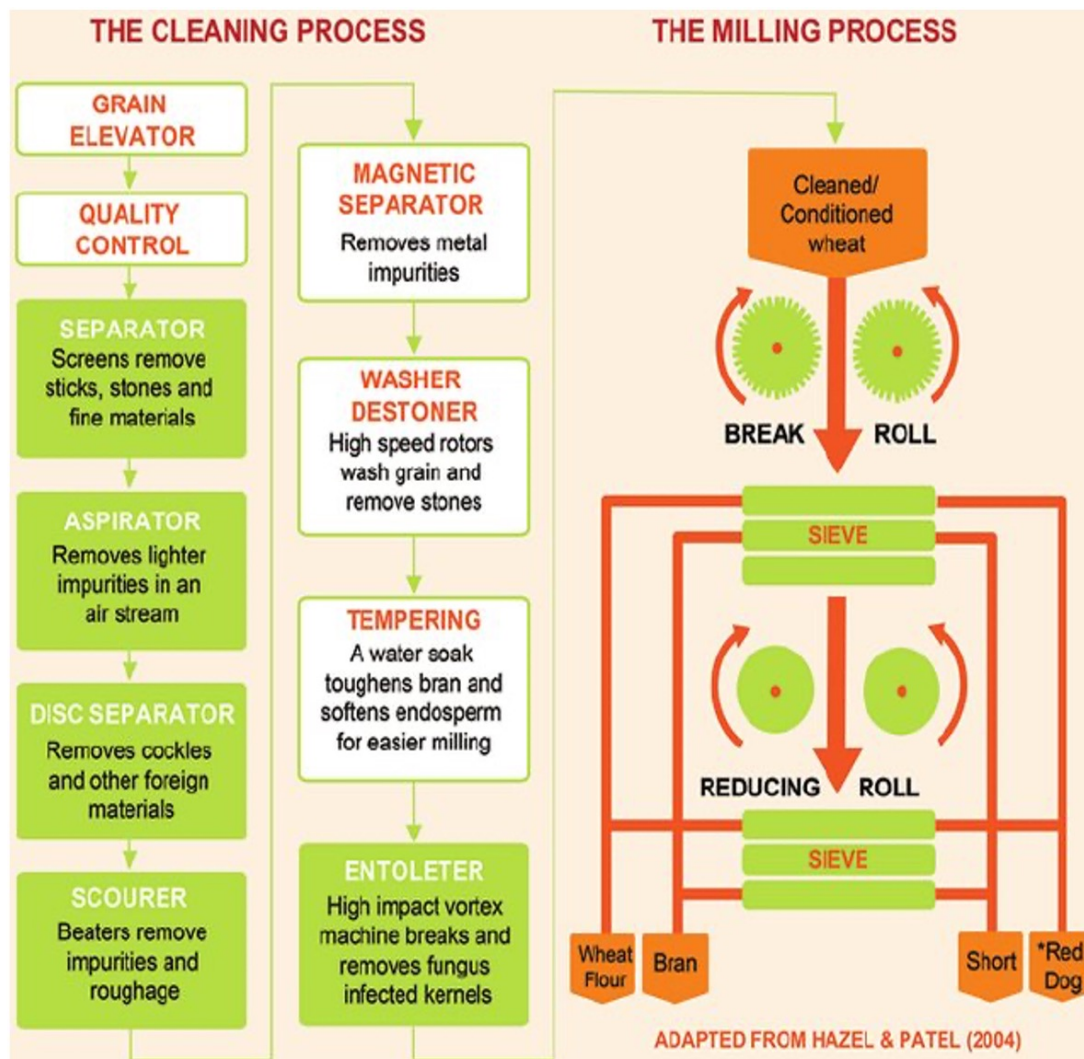 THE CLEANING PROCESS
GRAIN
ELEVATOR
QUALITY
CONTROL
SEPARATOR
Screens remove
sticks, stones and
fine materials
ASPIRATOR
Removes lighter
impurities in an
air stream
DISC SEPARATOR
Removes cockles
and other foreign
materials
SCOURER
Beaters remove
impurities and
roughage
MAGNETIC
SEPARATOR
Removes metal
impurities
WASHER
DESTONER
High speed rotors
wash grain and
remove stones
TEMPERING
A water soak
toughens bran and
softens endosperm
for easier milling
ENTOLETER
High impact vortex
machine breaks and
removes fungus
infected kernels
THE MILLING PROCESS
Cleaned/
Conditioned
wheat
BREAK ROLL
SIEVE
REDUCING ROLL
SIEVE
Wheat
Flour
Bran
Short
*Red
Dog
ADAPTED FROM HAZEL & PATEL (2004)